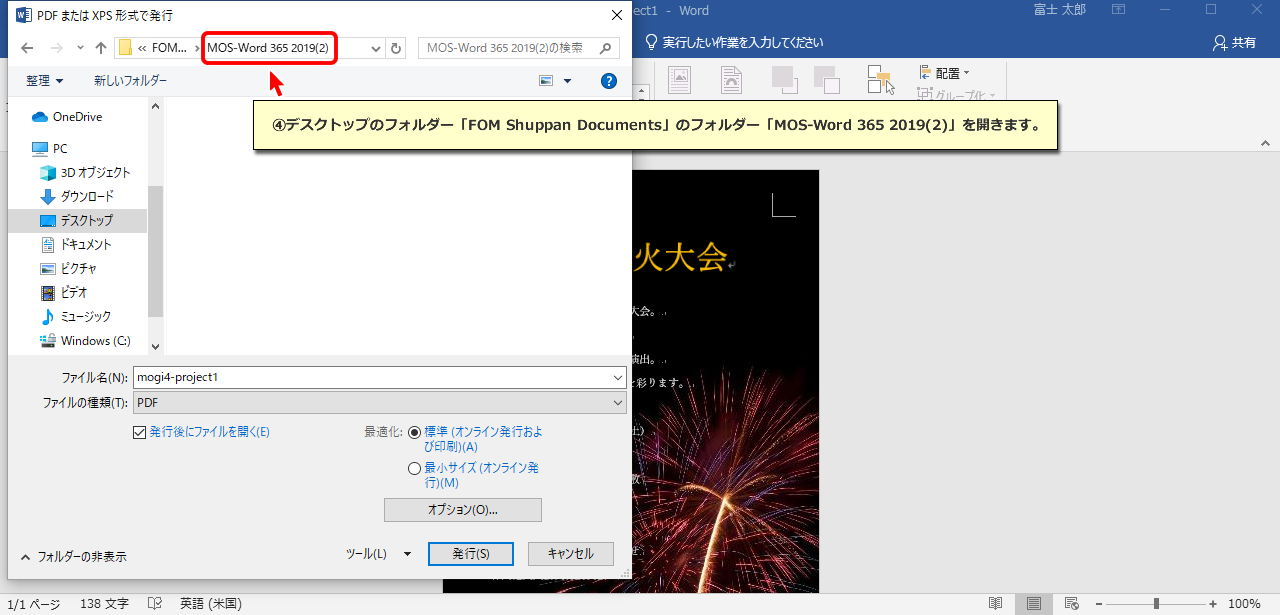 PDF または XPS 形式で発行
ect1 - Word
富士 太郎
« FOM... › MOS-Word 365 2019(2)
MOS-Word 365 2019(2)の検索
実行したい作業を入力してください
共有
整理
新しいフォルダー
配置
グループ化
④デスクトップのフォルダー「FOM Shuppan Documents」のフォルダー「MOS-Word 365 2019(2)」を開きます。
OneDrive
PC
3D オブジェクト
ダウンロード
デスクトップ
ドキュメント
ピクチャ
ビデオ
ミュージック
Windows (C:)
火大会
大会。
演出。
を彩ります。
ファイル名(N):
mogi4-project1
ファイルの種類(T):
PDF
発行後にファイルを開く(E)
最適化:
標準 (オンライン発行およ
び印刷)(A)
最小サイズ (オンライン発
行)(M)
オプション(O)...
フォルダーの非表示
ツール(L)
発行(S)
キャンセル
1/1 ページ
138 文字
英語 (米国)
100%